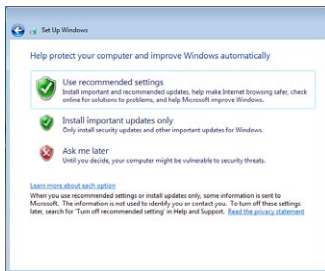 Set Up Windows
Help protect your computer and improve Windows automatically
Use recommended settings
Install important and recommended updates, help make Internet browsing safer, check
online for solutions to problems, and help Microsoft improve Windows.
Install important updates only
Only install security updates and other important updates for Windows.
Ask me later
Until you decide, your computer might be vulnerable to security threats.
Learn more about each option
When you use recommended settings or install updates only, some information is sent to
Microsoft. The information is not used to identify you or contact you. To turn off these settings
later, search for 'Turn off recommended setting' in Help and Support. Read the privacy statement